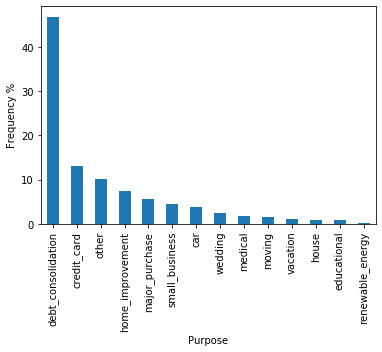 Frequency %
40
30
20
10
0
debt_consolidation
credit_card
other
home_improvement
major_purchase
small_business
car
wedding
medical
moving
vacation
house
educational
renewable_energy
Purpose